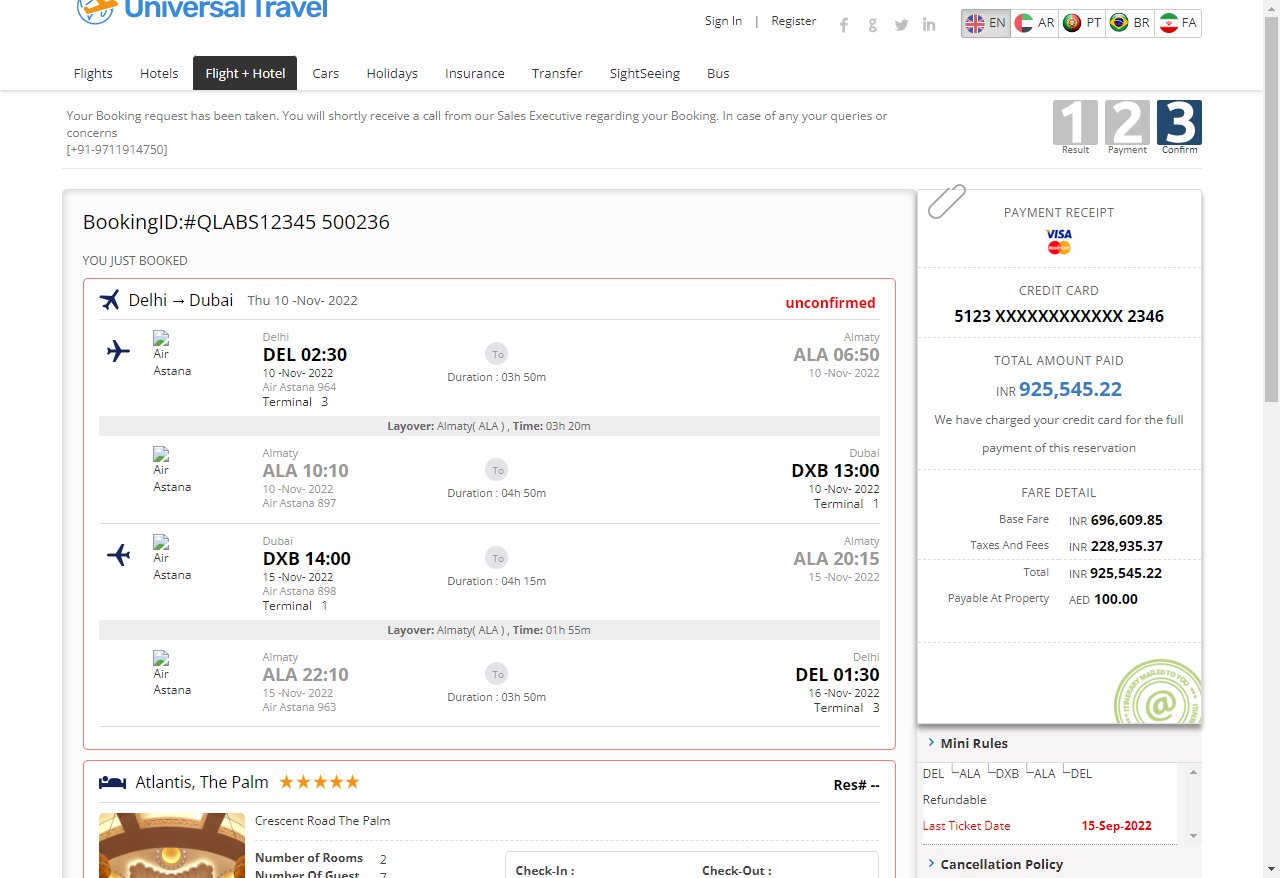 Universal Travel
Sign In | Register
EN AR PT BR FA
Flights Hotels Flight + Hotel Cars Holidays Insurance Transfer SightSeeing Bus
Your Booking request has been taken. You will shortly receive a call from our Sales Executive regarding your Booking. In case of any your queries or
concerns
[+91-9711914750]
1 2 3
Result Payment Confirm
BookingID:#QLABS12345 500236
YOU JUST BOOKED
Delhi → Dubai Thu 10 -Nov- 2022
unconfirmed
Air Astana
Delhi
DEL 02:30
10 -Nov- 2022
Air Astana 964
Terminal 3
To
Duration : 03h 50m
Almaty
ALA 06:50
10 -Nov- 2022
Layover: Almaty( ALA ) , Time: 03h 20m
Air Astana
Almaty
ALA 10:10
10 -Nov- 2022
Air Astana 897
To
Duration : 04h 50m
Dubai
DXB 13:00
10 -Nov- 2022
Terminal 1
Air Astana
Dubai
DXB 14:00
15 -Nov- 2022
Air Astana 898
Terminal 1
To
Duration : 04h 15m
Almaty
ALA 20:15
15 -Nov- 2022
Layover: Almaty( ALA ) , Time: 01h 55m
Air Astana
Almaty
ALA 22:10
15 -Nov- 2022
Air Astana 963
To
Duration : 03h 50m
Delhi
DEL 01:30
16 -Nov- 2022
Terminal 3
Atlantis, The Palm
Res# --
Crescent Road The Palm
Number of Rooms 2
Number Of Guest 7
Check-In :
Check-Out :
PAYMENT RECEIPT
VISA
MasterCard
CREDIT CARD
5123 XXXXXXXXXXXX 2346
TOTAL AMOUNT PAID
INR 925,545.22
We have charged your credit card for the full
payment of this reservation
FARE DETAIL
Base Fare INR 696,609.85
Taxes And Fees INR 228,935.37
Total INR 925,545.22
Payable At Property AED 100.00
ITINERARY MAILED TO YOU
@
Mini Rules
DEL ALA DXB ALA DEL
Refundable
Last Ticket Date 15-Sep-2022
Cancellation Policy